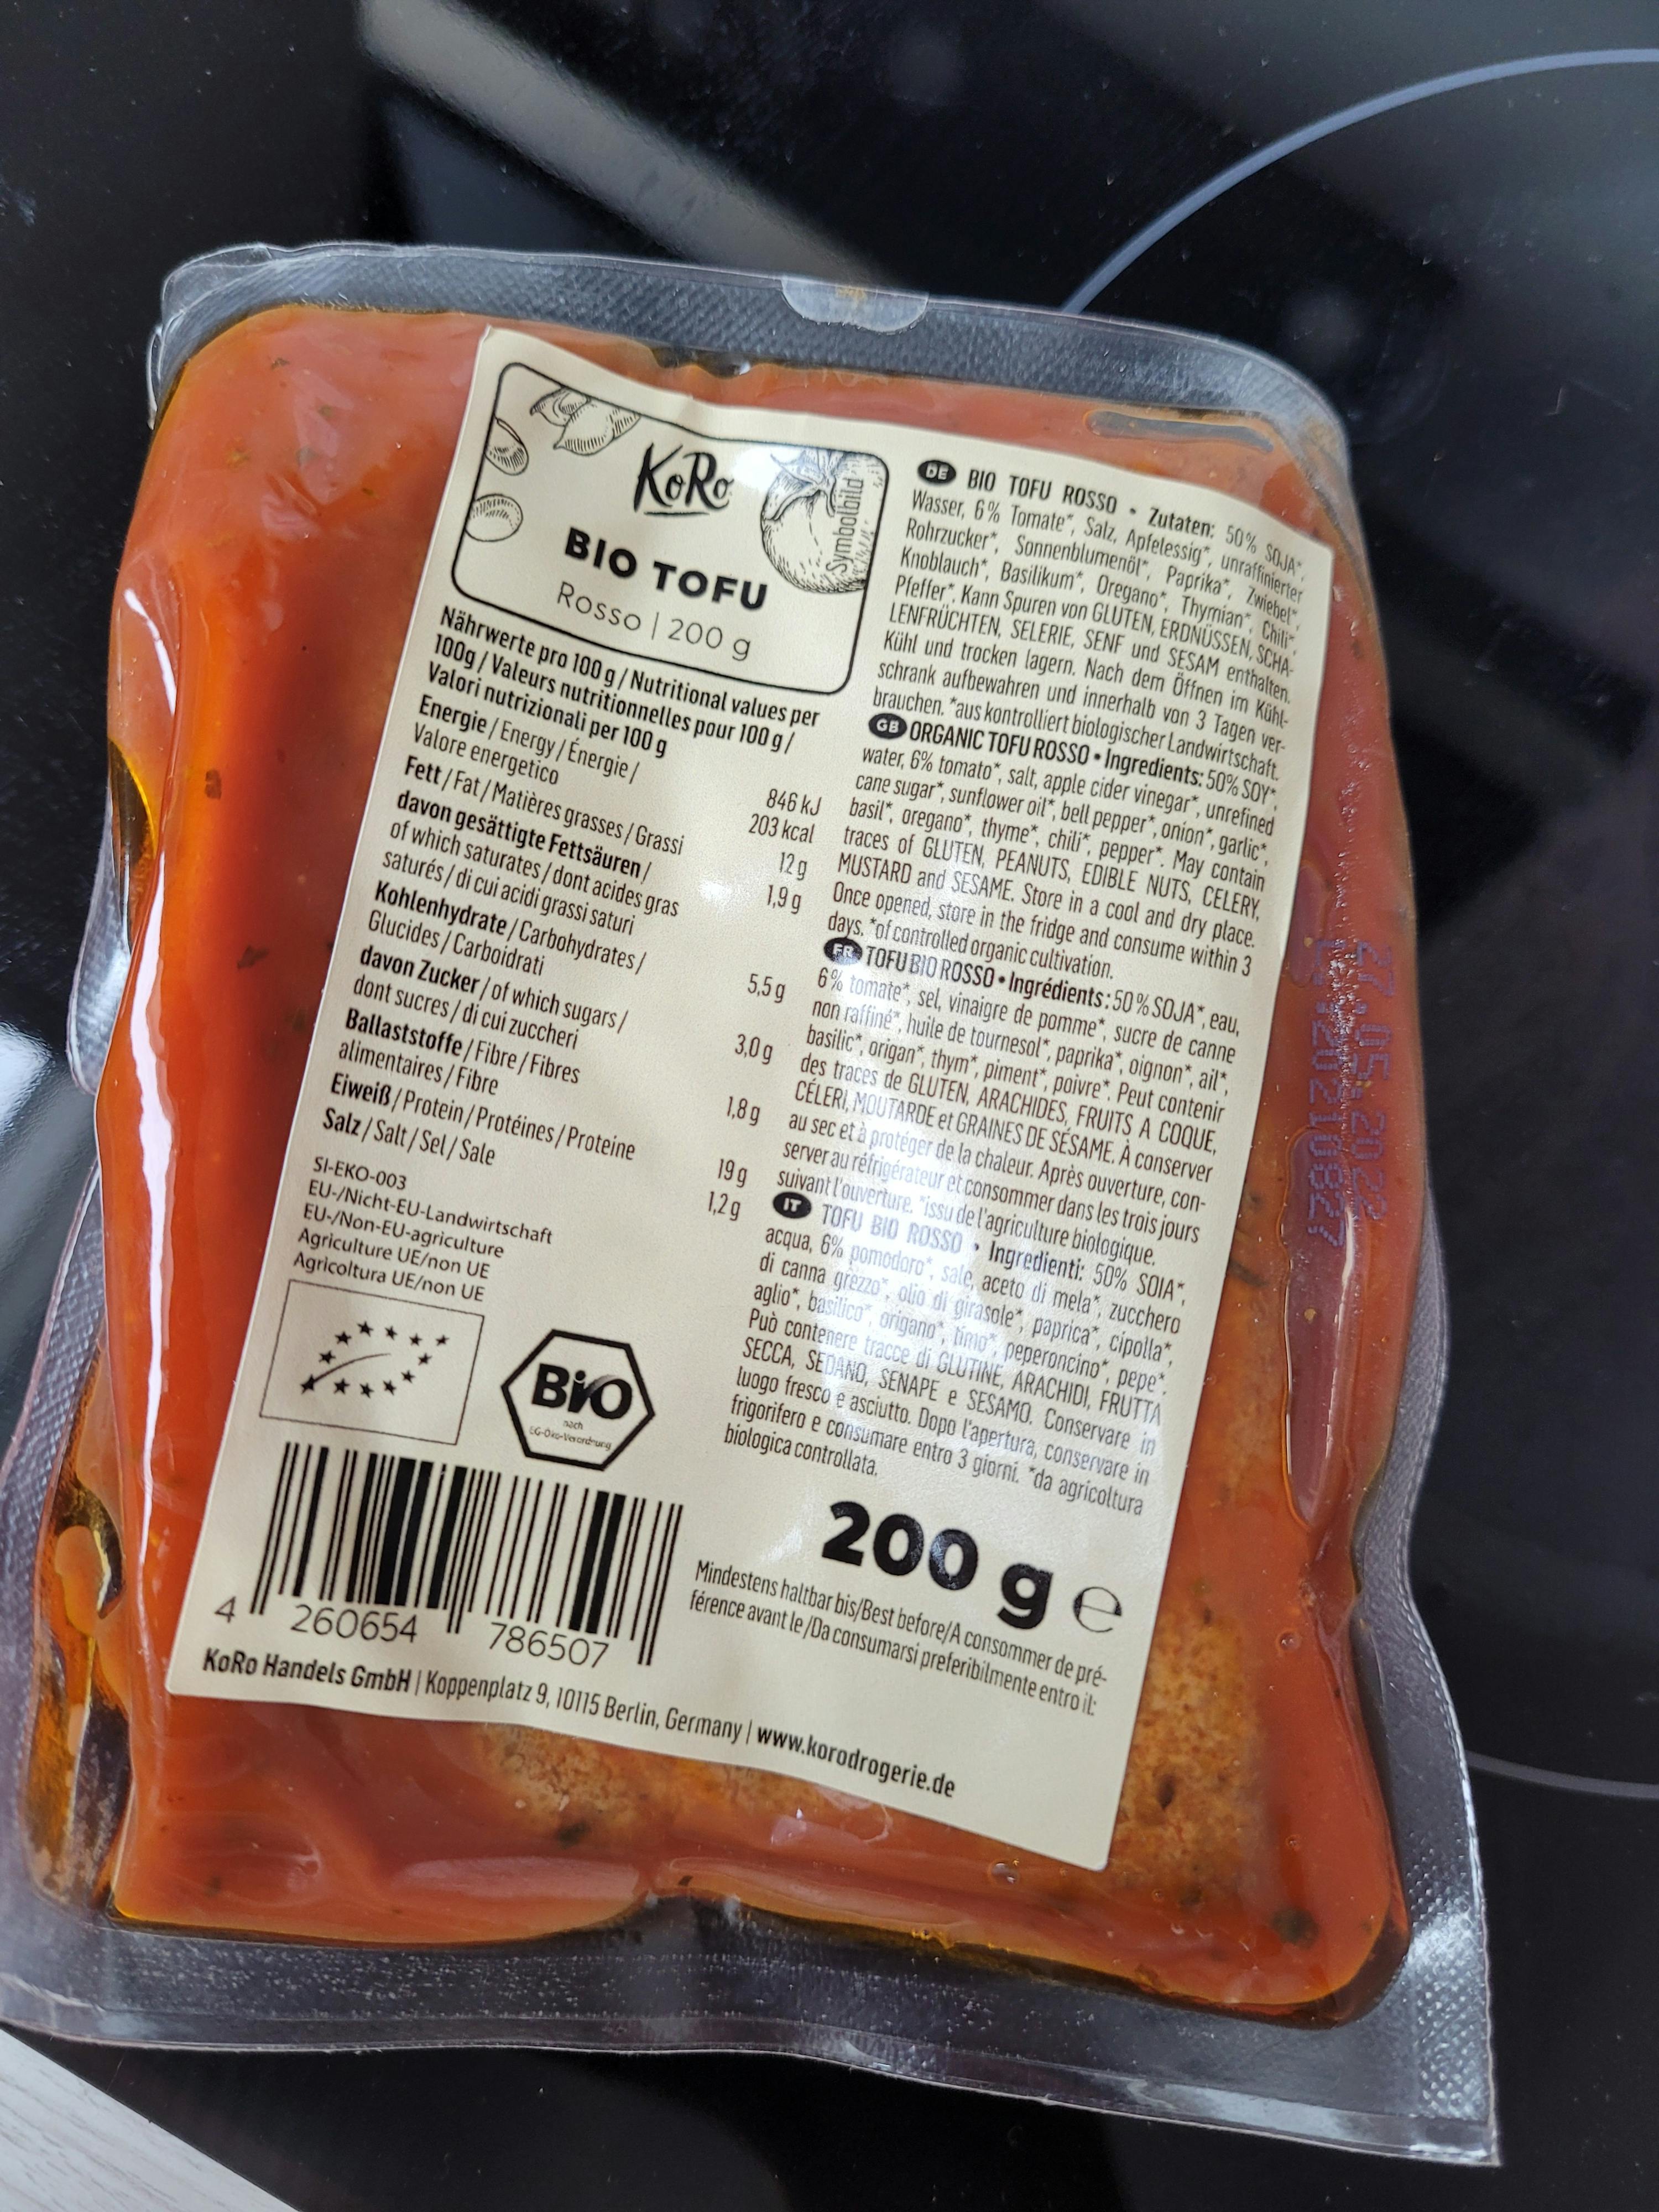 KoRo
Symbolbild
BIO TOFU
Rosso | 200 g
Nährwerte pro 100 g / Nutritional values per
100g / Valeurs nutritionnelles pour 100 g /
Valori nutrizionali per 100 g
Energie / Energy / Énergie /
Valore energetico
846 kJ
203 kcal
Fett / Fat / Matières grasses / Grassi
12 g
davon gesättigte Fettsäuren /
of which saturates / dont acides gras
saturés / di cui acidi grassi saturi
1,9 g
Kohlenhydrate / Carbohydrates /
Glucides / Carboidrati
5,5 g
davon Zucker / of which sugars /
dont sucres / di cui zuccheri
3,0 g
Ballaststoffe / Fibre / Fibres
alimentaires / Fibre
1,8 g
Eiweiß / Protein / Protéines / Proteine
19 g
Salz / Salt / Sel / Sale
1,2 g
SI-EKO-003
EU-/Nicht-EU-Landwirtschaft
EU-/Non-EU-agriculture
Agriculture UE/non UE
Agricoltura UE/non UE
BiO
nach
EG-Öko-Verordnung
4 260654 786507
DE BIO TOFU ROSSO • Zutaten: 50% SOJA*,
Wasser, 6% Tomate*, Salz, Apfelessig*, unraffinierter
Rohrzucker*, Sonnenblumenöl*, Paprika*, Zwiebel*,
Knoblauch*, Basilikum*, Oregano*, Thymian*, Chili*,
Pfeffer*. Kann Spuren von GLUTEN, ERDNÜSSEN, SCHA-
LENFRÜCHTEN, SELERIE, SENF und SESAM enthalten.
Kühl und trocken lagern. Nach dem Öffnen im Kühl-
schrank aufbewahren und innerhalb von 3 Tagen ver-
brauchen. *aus kontrolliert biologischer Landwirtschaft.
GB ORGANIC TOFU ROSSO • Ingredients: 50% SOY*,
water, 6% tomato*, salt, apple cider vinegar*, unrefined
cane sugar*, sunflower oil*, bell pepper*, onion*, garlic*,
basil*, oregano*, thyme*, chili*, pepper*. May contain
traces of GLUTEN, PEANUTS, EDIBLE NUTS, CELERY,
MUSTARD and SESAME. Store in a cool and dry place.
Once opened, store in the fridge and consume within 3
days. *of controlled organic cultivation.
FR TOFU BIO ROSSO • Ingrédients : 50% SOJA*, eau,
6% tomate*, sel, vinaigre de pomme*, sucre de canne
non raffiné*, huile de tournesol*, paprika*, oignon*, ail*,
basilic*, origan*, thym*, piment*, poivre*. Peut contenir
des traces de GLUTEN, ARACHIDES, FRUITS A COQUE,
CÉLERI, MOUTARDE et GRAINES DE SÉSAME. À conserver
au sec et à protéger de la chaleur. Après ouverture, con-
server au réfrigérateur et consommer dans les trois jours
suivant l'ouverture. *issu de l'agriculture biologique.
IT TOFU BIO ROSSO • Ingredienti: 50% SOIA*,
acqua, 6% pomodoro*, sale, aceto di mela*, zucchero
di canna grezzo*, olio di girasole*, paprica*, cipolla*,
aglio*, basilico*, origano*, timo*, peperoncino*, pepe*.
Può contenere tracce di GLUTINE, ARACHIDI, FRUTTA
SECCA, SEDANO, SENAPE e SESAMO. Conservare in
luogo fresco e asciutto. Dopo l'apertura, conservare in
frigorifero e consumare entro 3 giorni. *da agricoltura
biologica controllata.
200 g e
Mindestens haltbar bis/Best before/A consommer de pré-
férence avant le /Da consumarsi preferibilmente entro il:
KoRo Handels GmbH | Koppenplatz 9, 10115 Berlin, Germany | www.korodrogerie.de
27.05.2022